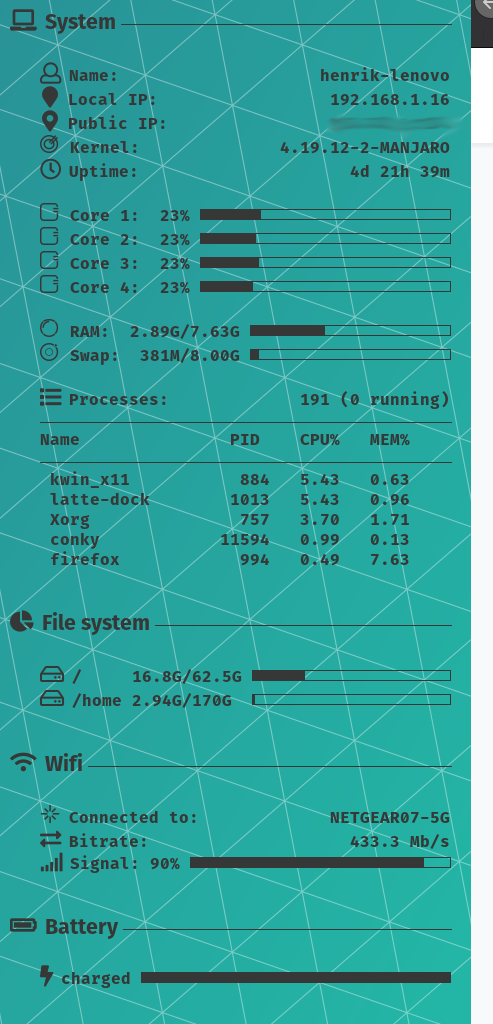 System
Name: henrik-lenovo
Local IP: 192.168.1.16
Public IP:
Kernel: 4.19.12-2-MANJARO
Uptime: 4d 21h 39m
Core 1: 23%
Core 2: 23%
Core 3: 23%
Core 4: 23%
RAM: 2.89G/7.63G
Swap: 381M/8.00G
Processes: 191 (0 running)
Name PID CPU% MEM%
kwin_x11 884 5.43 0.63
latte-dock 1013 5.43 0.96
Xorg 757 3.70 1.71
conky 11594 0.99 0.13
firefox 994 0.49 7.63
File system
/ 16.8G/62.5G
/home 2.94G/170G
Wifi
Connected to: NETGEAR07-5G
Bitrate: 433.3 Mb/s
Signal: 90%
Battery
charged